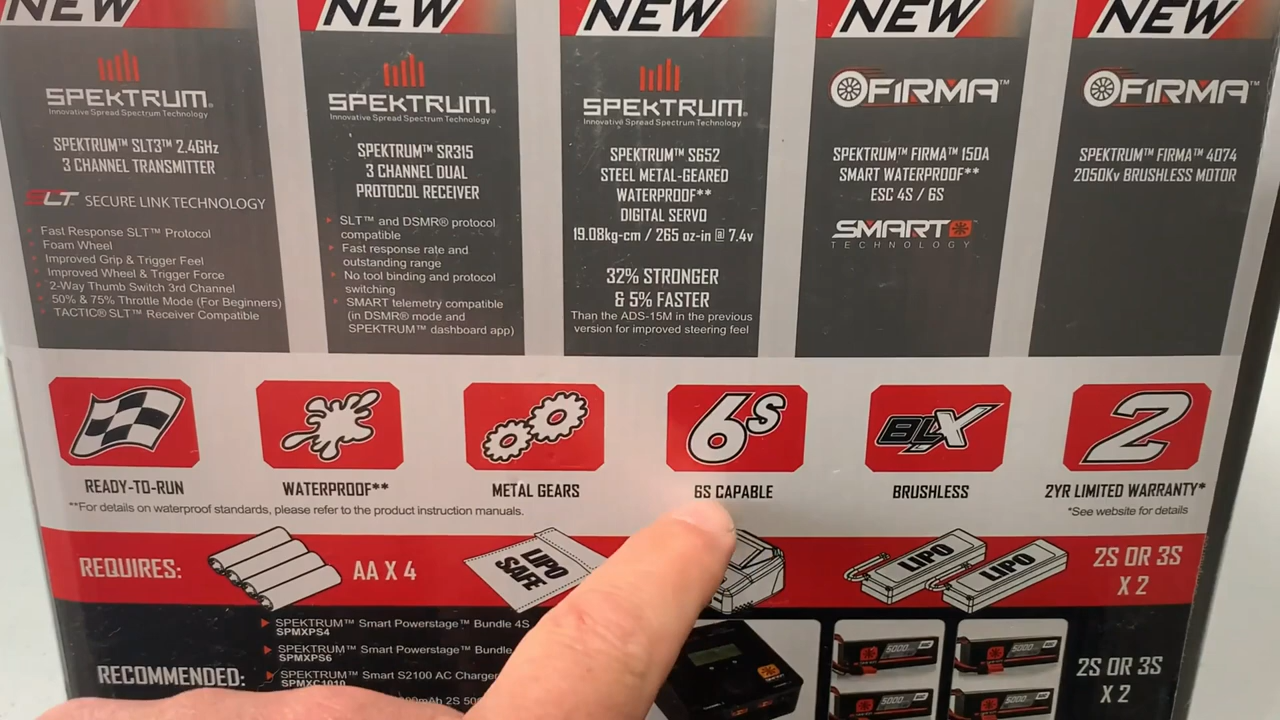 NEW
NEW
NEW
NEW
NEW
SPEKTRUM®
Innovative Spread Spectrum Technology
SPEKTRUM™ SLT3™ 2.4GHz
3 CHANNEL TRANSMITTER
SLT™ SECURE LINK TECHNOLOGY
Fast Response SLT™ Protocol
Foam Wheel
Improved Grip & Trigger Feel
Improved Wheel & Trigger Force
2-Way Thumb Switch 3rd Channel
50% & 75% Throttle Mode (For Beginners)
TACTIC® SLT™ Receiver Compatible
SPEKTRUM®
Innovative Spread Spectrum Technology
SPEKTRUM™ SR315
3 CHANNEL DUAL
PROTOCOL RECEIVER
SLT™ and DSMR® protocol
compatible
Fast response rate and
outstanding range
No tool binding and protocol
switching
SMART telemetry compatible
(in DSMR® mode and
SPEKTRUM™ dashboard app)
SPEKTRUM®
Innovative Spread Spectrum Technology
SPEKTRUM™ S652
STEEL METAL-GEARED
WATERPROOF**
DIGITAL SERVO
19.08kg-cm / 265 oz-in @ 7.4v
32% STRONGER
& 5% FASTER
Than the ADS-15M in the previous
version for improved steering feel
FIRMA™
SPEKTRUM™ FIRMA™ 150A
SMART WATERPROOF**
ESC 4S / 6S
SMART
TECHNOLOGY
FIRMA™
SPEKTRUM™ FIRMA™ 4074
2050Kv BRUSHLESS MOTOR
6S
BLX
2
READY-TO-RUN
WATERPROOF**
METAL GEARS
6S CAPABLE
BRUSHLESS
2YR LIMITED WARRANTY*
**For details on waterproof standards, please refer to the product instruction manuals.
*See website for details
REQUIRES:
AA X 4
LIPO
SAFE
LIPO
LIPO
2S OR 3S
X 2
RECOMMENDED:
SPEKTRUM™ Smart Powerstage™ Bundle 4S
SPMXPS4
SPEKTRUM™ Smart Powerstage™ Bundle
SPMXPS6
SPEKTRUM™ Smart S2100 AC Charger
SPMXC1010
2S
5000
5000
5000
5000
2S OR 3S
X 2